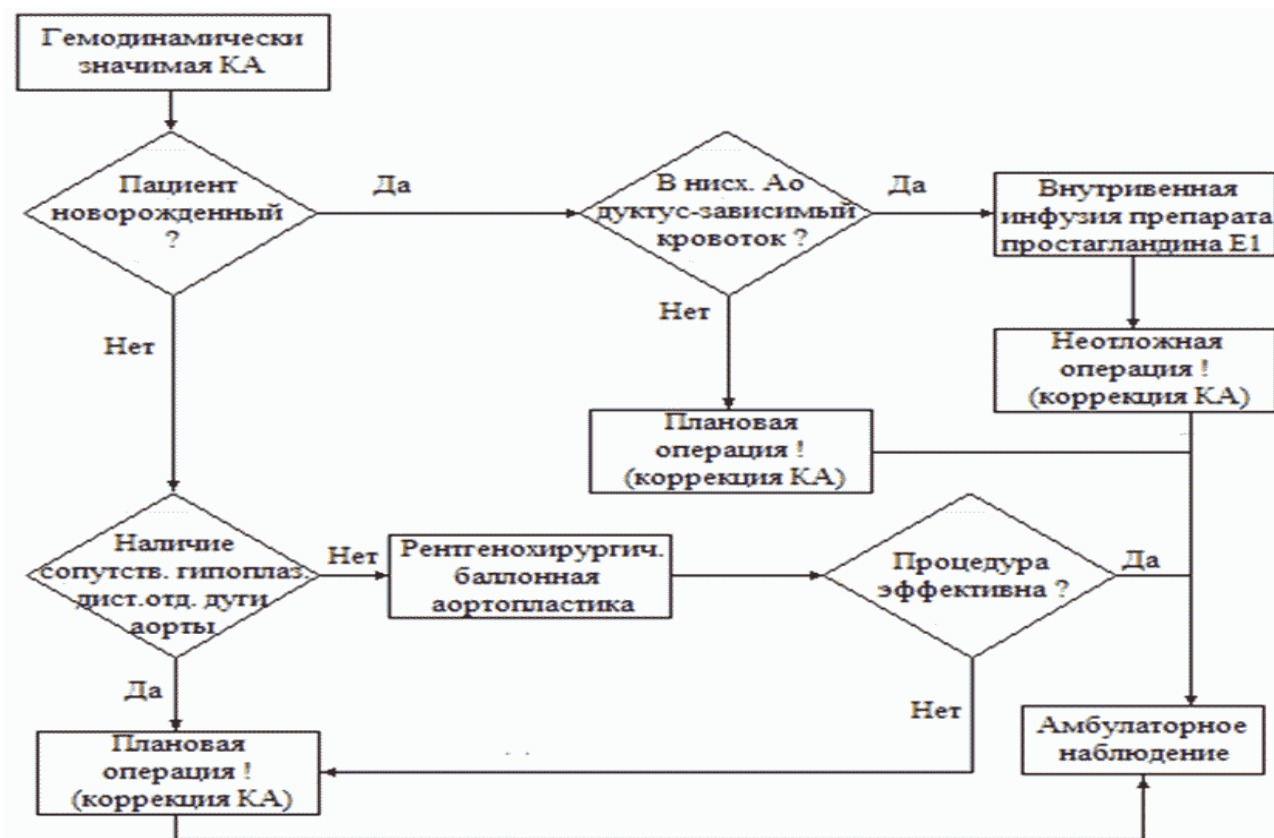 Гемодинамически
значимая КА
Пациент
новорожденный
?
Да
В нисх. Ао
дуктус-зависимый
кровоток ?
Да
Внутривенная
инфузия препарата
простагландина Е1
Нет
Нет
Неотложная
операция !
(коррекция КА)
Плановая
операция !
(коррекция КА)
Наличие
сопутств. гипоплаз.
дист.отд. дуги
аорты
Нет
Рентгенохирургич.
баллонная
аортопластика
Процедура
эффективна ?
Да
Да
Нет
Плановая
операция !
(коррекция КА)
Амбулаторное
наблюдение